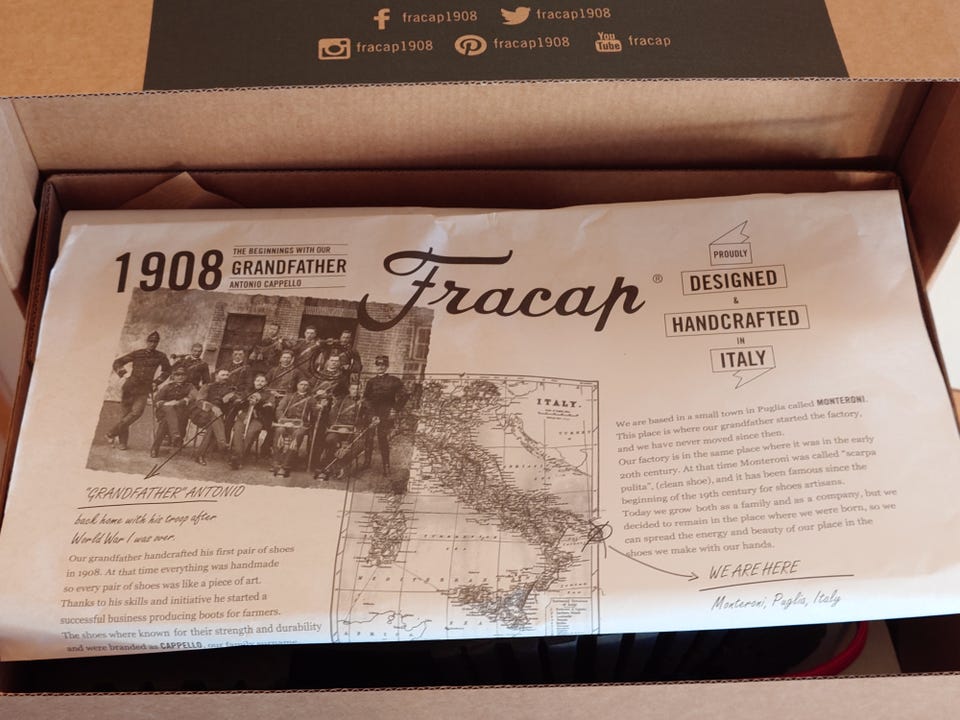 fracap1908 fracap1908
fracap1908 fracap1908 You Tube fracap
1908
THE BEGINNINGS WITH OUR
GRANDFATHER
ANTONIO CAPPELLO
Fracap®
PROUDLY
DESIGNED
&
HANDCRAFTED
IN
ITALY
"GRANDFATHER" ANTONIO
back home with his troop after
World War I was over.
Our grandfather handcrafted his first pair of shoes
in 1908. At that time everything was handmade
so every pair of shoes was like a piece of art.
Thanks to his skills and initiative he started a
successful business producing boots for farmers.
The shoes where known for their strength and durability
and were branded as CAPPELLO, our family surname
ITALY.
MEDITERRANEAN
AFRICA
We are based in a small town in Puglia called MONTERONI.
This place is where our grandfather started the factory,
and we have never moved since then.
Our factory is in the same place where it was in the early
20th century. At that time Monteroni was called "scarpa
pulita", (clean shoe), and it has been famous since the
beginning of the 19th century for shoes artisans.
Today we grow both as a family and as a company, but we
decided to remain in the place where we were born, so we
can spread the energy and beauty of our place in the
shoes we make with our hands.
WE ARE HERE
Monteroni, Puglia, Italy